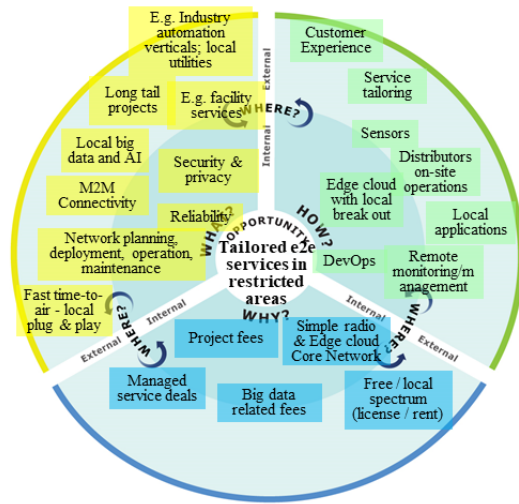 E.g. Industry
automation
verticals; local
utilities
Long tail
projects
E.g. facility
services
Local big
data and AI
Security &
privacy
M2M
Connectivity
Reliability
Network planning,
deployment, operation,
maintenance
Fast time-to-
air - local
plug & play
Customer
Experience
Service
tailoring
Sensors
Distributors
on-site
operations
Edge cloud
with local
break out
Local
applications
DevOps
Remote
monitoring/m
anagement
External
Internal
WHERE?
WHAT?
HOW?
OPPORTUNITY
Tailored e2e
services in
restricted
areas
WHY?
Internal
External
WHERE?
Internal
External
WHERE?
Project fees
Simple radio
& Edge cloud
Core Network
Managed
service deals
Big data
related fees
Free / local
spectrum
(license / rent)